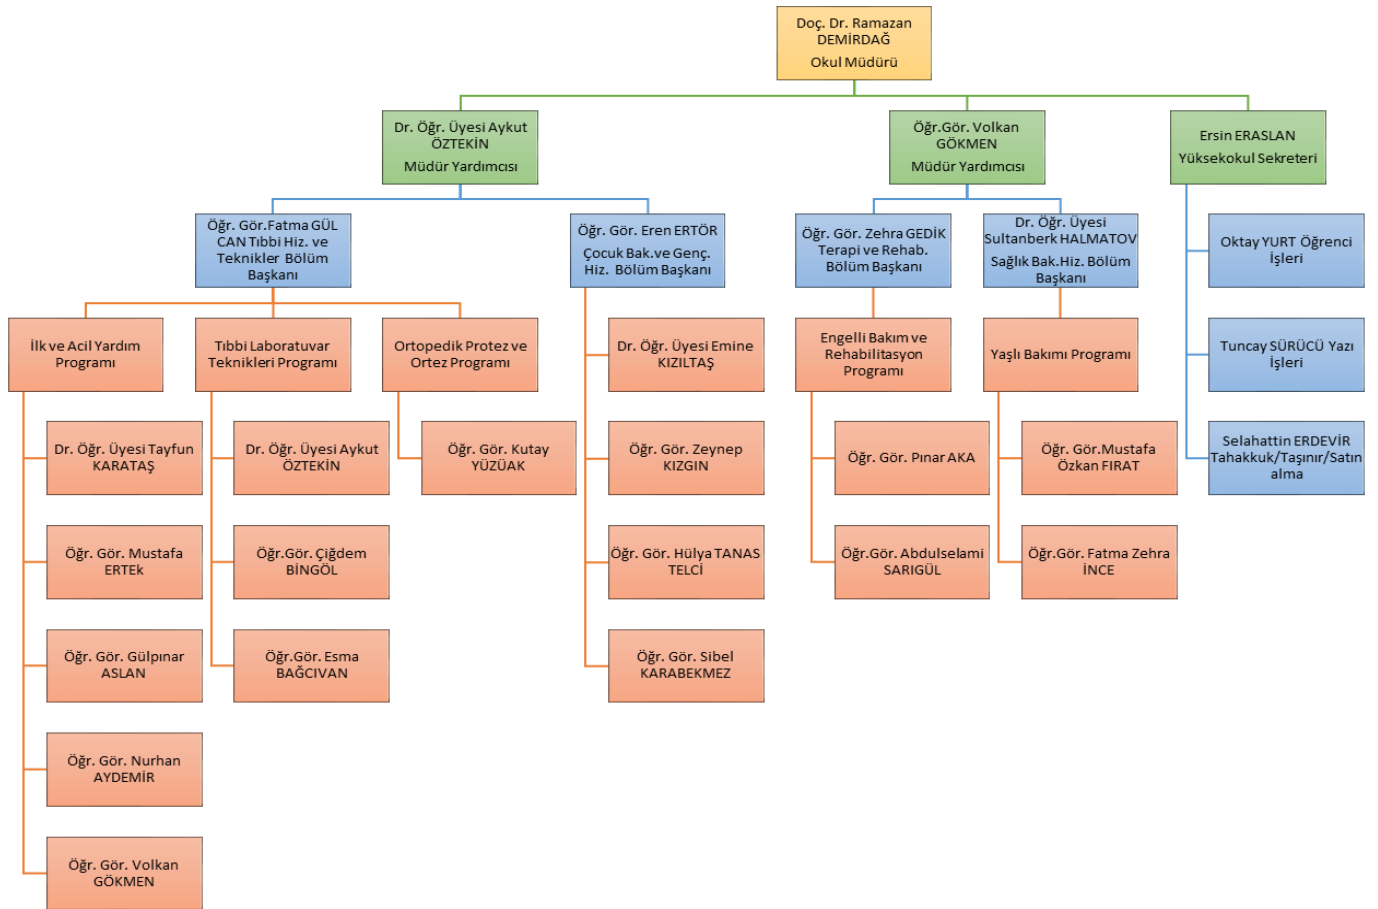 Doç. Dr. Ramazan
DEMİRDAĞ
Okul Müdürü
Dr. Öğr. Üyesi Aykut
ÖZTEKİN
Müdür Yardımcısı
Öğr.Gör. Volkan
GÖKMEN
Müdür Yardımcısı
Ersin ERASLAN
Yüksekokul Sekreteri
Öğr. Gör.Fatma GÜL
CAN Tıbbi Hiz. ve
Teknikler Bölüm
Başkanı
Öğr. Gör. Eren ERTÖR
Çocuk Bak.ve Genç.
Hiz. Bölüm Başkanı
Öğr. Gör. Zehra GEDİK
Terapi ve Rehab.
Bölüm Başkanı
Dr. Öğr. Üyesi
Sultanberk HALMATOV
Sağlık Bak.Hiz. Bölüm
Başkanı
Oktay YURT Öğrenci
İşleri
İlk ve Acil Yardım
Programı
Tıbbi Laboratuvar
Teknikleri Programı
Ortopedik Protez ve
Ortez Programı
Dr. Öğr. Üyesi Emine
KIZILTAŞ
Engelli Bakım ve
Rehabilitasyon
Programı
Yaşlı Bakımı Programı
Tuncay SÜRÜCÜ Yazı
İşleri
Dr. Öğr. Üyesi Tayfun
KARATAŞ
Dr. Öğr. Üyesi Aykut
ÖZTEKİN
Öğr. Gör. Kutay
YÜZÜAK
Öğr. Gör. Zeynep
KIZGIN
Öğr. Gör. Pınar AKA
Öğr. Gör.Mustafa
Özkan FIRAT
Selahattin ERDEVİR
Tahakkuk/Taşınır/Satın
alma
Öğr. Gör. Mustafa
ERTEk
Öğr.Gör. Çiğdem
BİNGÖL
Öğr. Gör. Hülya TANAS
TELCİ
Öğr.Gör. Abdulselami
SARIGÜL
Öğr.Gör. Fatma Zehra
İNCE
Öğr. Gör. Gülpınar
ASLAN
Öğr.Gör. Esma
BAĞCIVAN
Öğr. Gör. Sibel
KARABEKMEZ
Öğr. Gör. Nurhan
AYDEMİR
Öğr. Gör. Volkan
GÖKMEN